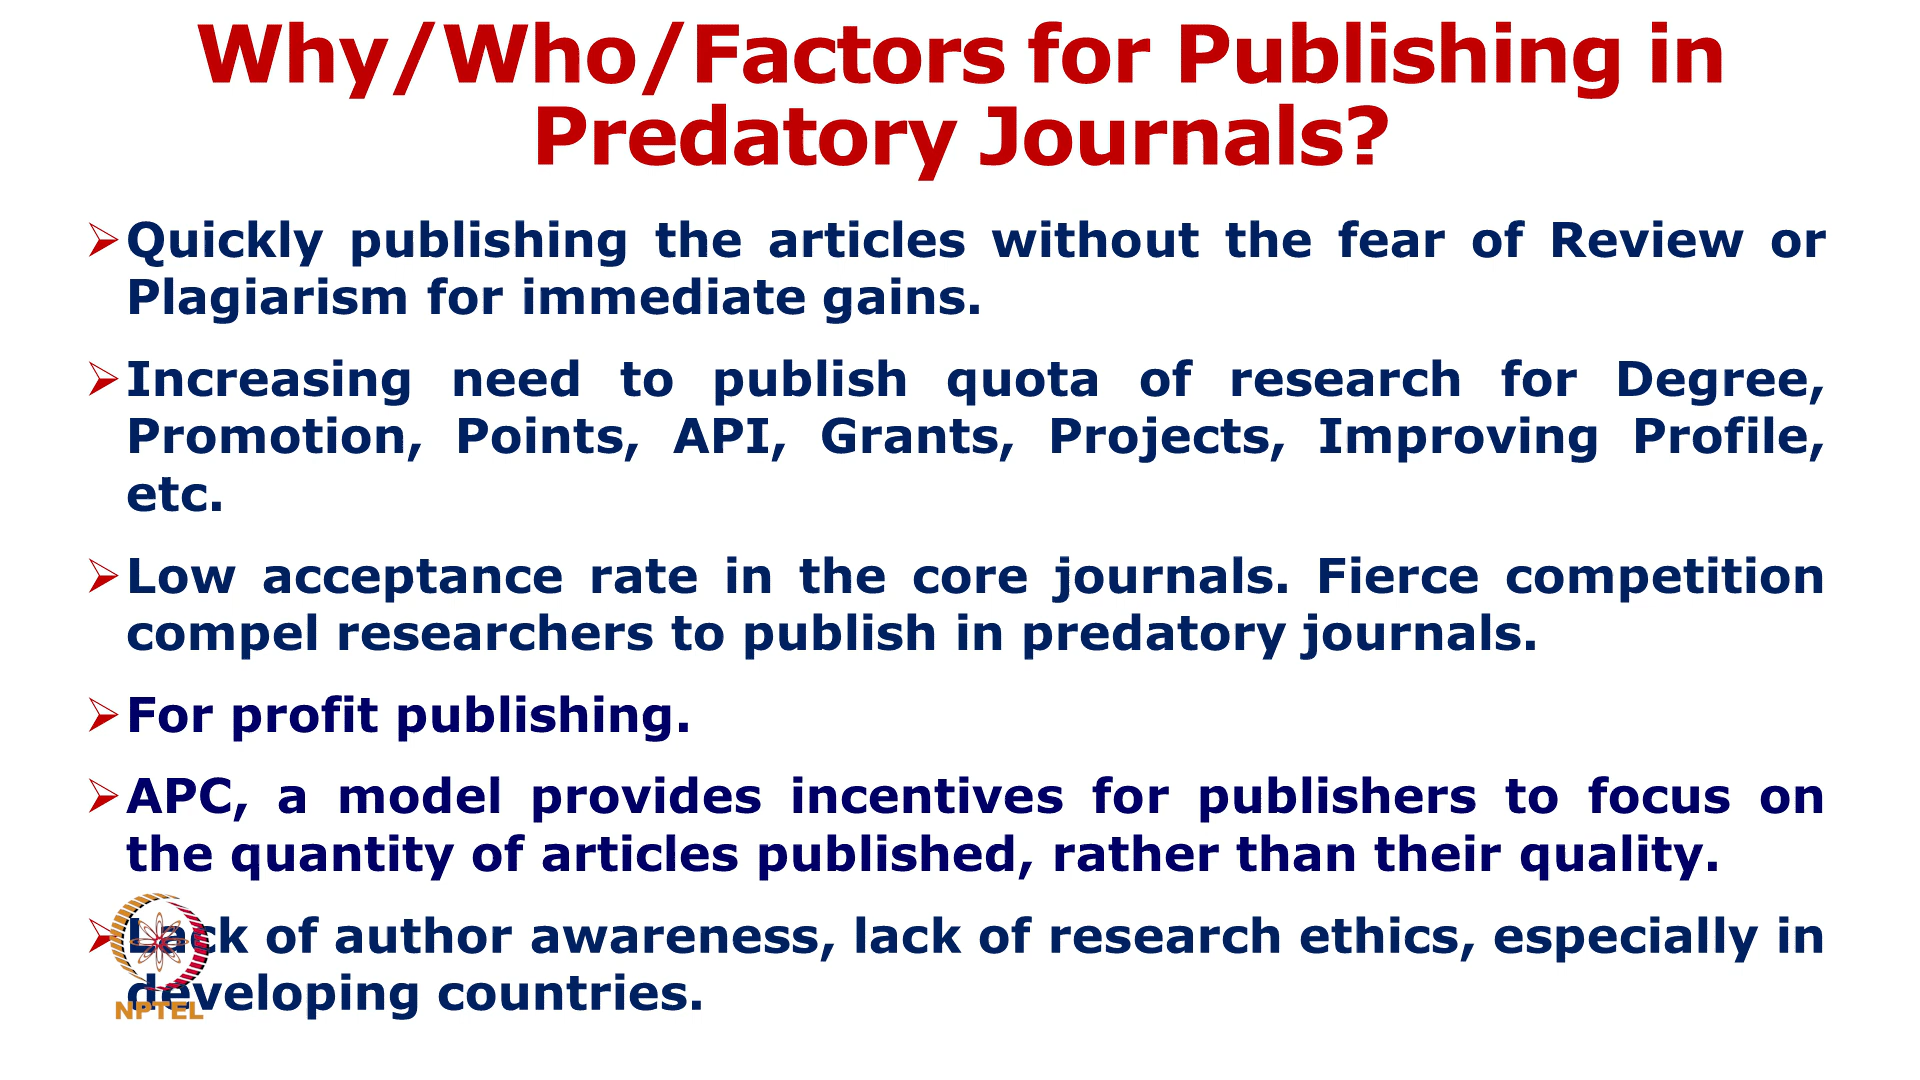 Why/Who/Factors for Publishing in
Predatory Journals?
Quickly publishing the articles without the fear of Review or
Plagiarism for immediate gains.
Increasing need to publish quota of research for Degree,
Promotion, Points, API, Grants, Projects, Improving Profile,
etc.
Low acceptance rate in the core journals. Fierce competition
compel researchers to publish in predatory journals.
For profit publishing.
APC, a model provides incentives for publishers to focus on
the quantity of articles published, rather than their quality.
Lack of author awareness, lack of research ethics, especially in
developing countries.
NPTEL